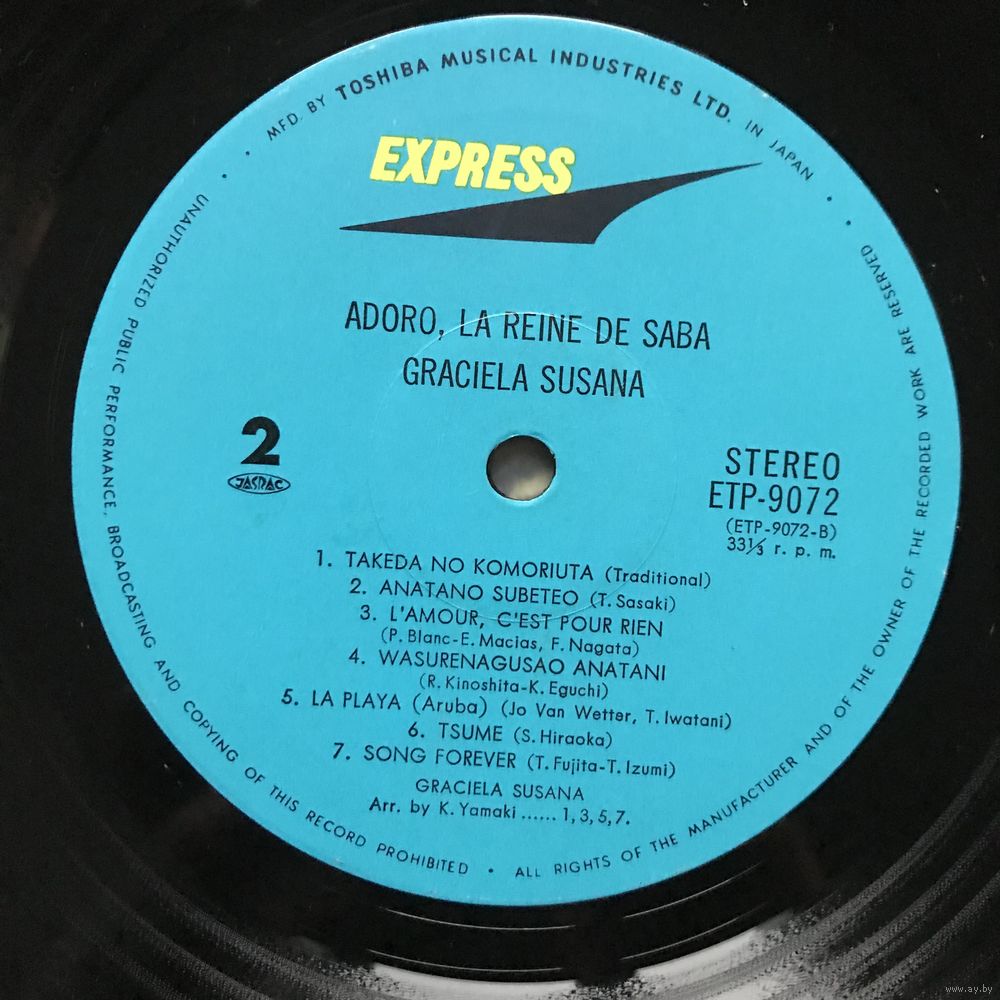 MFD. BY TOSHIBA MUSICAL INDUSTRIES LTD. IN JAPAN
EXPRESS
ADORO, LA REINE DE SABA
GRACIELA SUSANA
2
JASRAC
STEREO
ETP-9072
(ETP-9072-B)
33⅓ r. p. m.
1. TAKEDA NO KOMORIUTA (Traditional)
2. ANATANO SUBETEO (T. Sasaki)
3. L'AMOUR, C'EST POUR RIEN
(P. Blanc-E. Macias, F. Nagata)
4. WASURENAGUSAO ANATANI
(R. Kinoshita-K. Eguchi)
5. LA PLAYA (Aruba) (Jo Van Wetter, T. Iwatani)
6. TSUME (S. Hiraoka)
7. SONG FOREVER (T. Fujita-T. Izumi)
GRACIELA SUSANA
Arr. by K. Yamaki ...... 1, 3, 5, 7.
UNAUTHORIZED PUBLIC PERFORMANCE, BROADCASTING AND COPYING OF THIS RECORD PROHIBITED • ALL RIGHTS OF THE MANUFACTURER AND OF THE OWNER OF THE RECORDED WORK ARE RESERVED
www.ay.by